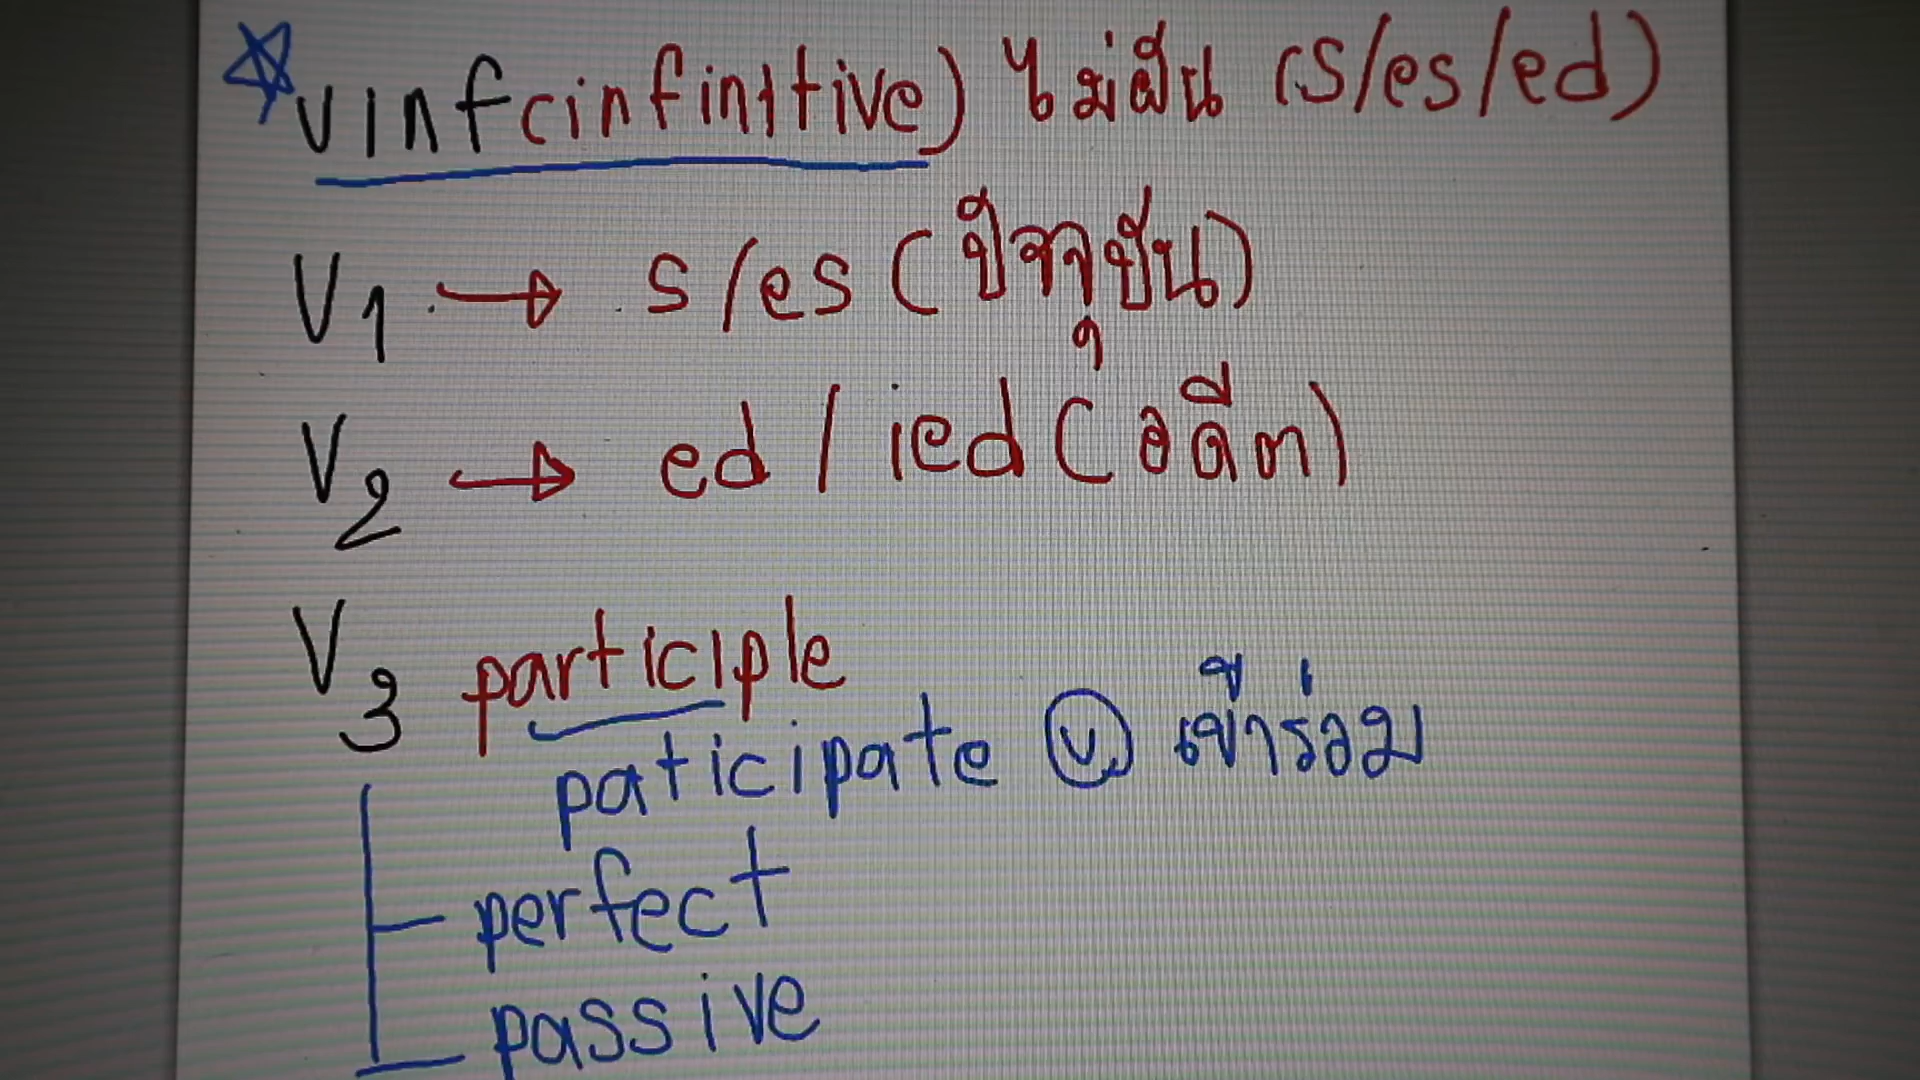 vinf(infinitive) ไม่ผัน (s/es/ed)
V1 → s/es (ปัจจุบัน)
V2 → ed / ied (อดีต)
V3 participle
paticipate (v.) เข้าร่วม
perfect
passive